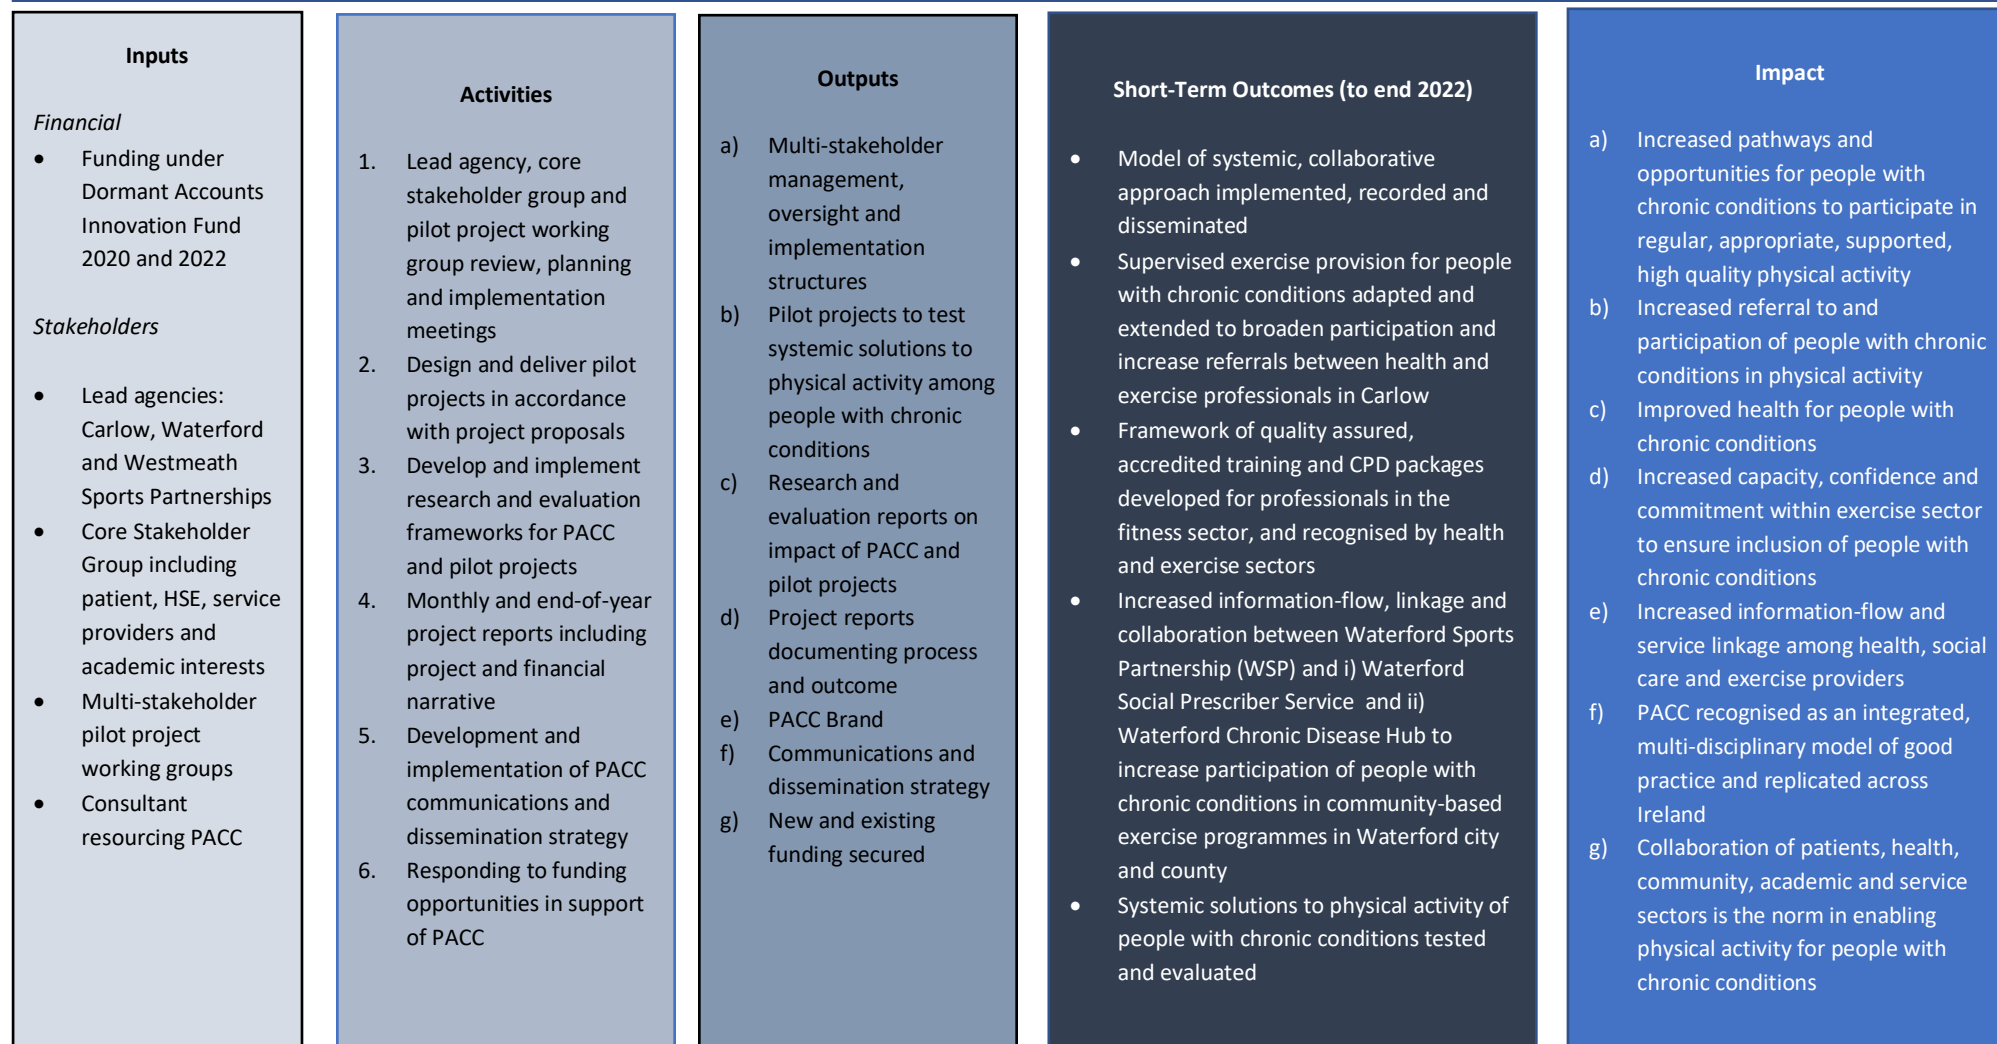 Inputs
Financial
• Funding under
Dormant Accounts
Innovation Fund
2020 and 2022
Stakeholders
• Lead agencies:
Carlow, Waterford
and Westmeath
Sports Partnerships
• Core Stakeholder
Group including
patient, HSE, service
providers and
academic interests
• Multi-stakeholder
pilot project
working groups
• Consultant
resourcing PACC
Activities
1. Lead agency, core
stakeholder group and
pilot project working
group review, planning
and implementation
meetings
2. Design and deliver pilot
projects in accordance
with project proposals
3. Develop and implement
research and evaluation
frameworks for PACC
and pilot projects
4. Monthly and end-of-year
project reports including
project and financial
narrative
5. Development and
implementation of PACC
communications and
dissemination strategy
6. Responding to funding
opportunities in support
of PACC
Outputs
a) Multi-stakeholder
management,
oversight and
implementation
structures
b) Pilot projects to test
systemic solutions to
physical activity among
people with chronic
conditions
c) Research and
evaluation reports on
impact of PACC and
pilot projects
d) Project reports
documenting process
and outcome
e) PACC Brand
f) Communications and
dissemination strategy
g) New and existing
funding secured
Short-Term Outcomes (to end 2022)
• Model of systemic, collaborative
approach implemented, recorded and
disseminated
• Supervised exercise provision for people
with chronic conditions adapted and
extended to broaden participation and
increase referrals between health and
exercise professionals in Carlow
• Framework of quality assured,
accredited training and CPD packages
developed for professionals in the
fitness sector, and recognised by health
and exercise sectors
• Increased information-flow, linkage and
collaboration between Waterford Sports
Partnership (WSP) and i) Waterford
Social Prescriber Service and ii)
Waterford Chronic Disease Hub to
increase participation of people with
chronic conditions in community-based
exercise programmes in Waterford city
and county
• Systemic solutions to physical activity of
people with chronic conditions tested
and evaluated
Impact
a) Increased pathways and
opportunities for people with
chronic conditions to participate in
regular, appropriate, supported,
high quality physical activity
b) Increased referral to and
participation of people with chronic
conditions in physical activity
c) Improved health for people with
chronic conditions
d) Increased capacity, confidence and
commitment within exercise sector
to ensure inclusion of people with
chronic conditions
e) Increased information-flow and
service linkage among health, social
care and exercise providers
f) PACC recognised as an integrated,
multi-disciplinary model of good
practice and replicated across
Ireland
g) Collaboration of patients, health,
community, academic and service
sectors is the norm in enabling
physical activity for people with
chronic conditions